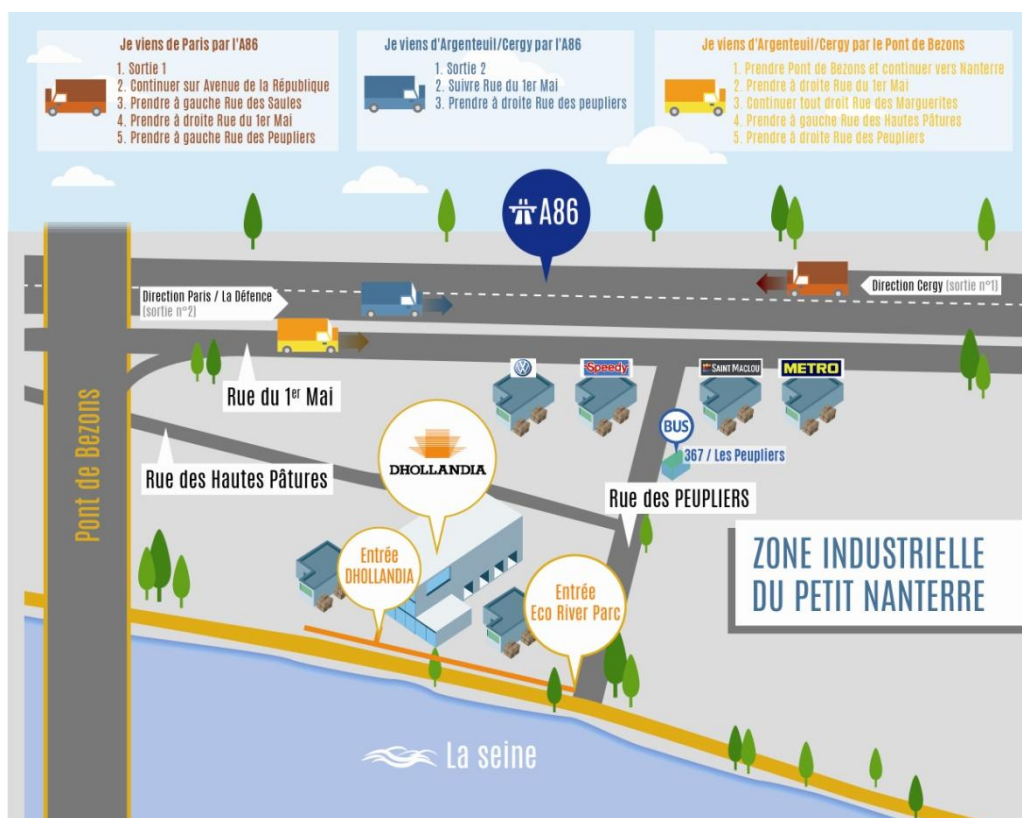 Je viens de Paris par l'A86
1. Sortie 1
2. Continuer sur Avenue de la République
3. Prendre à gauche Rue des Saules
4. Prendre à droite Rue du 1er Mai
5. Prendre à gauche Rue des Peupliers
Je viens d'Argenteuil/Cergy par l'A86
1. Sortie 2
2. Suivre Rue du 1er Mai
3. Prendre à droite Rue des peupliers
Je viens d'Argenteuil/Cergy par le Pont de Bezons
1. Prendre Pont de Bezons et continuer vers Nanterre
2. Prendre à droite Rue du 1er Mai
3. Continuer tout droit Rue des Marguerites
4. Prendre à gauche Rue des Hautes Pâtures
5. Prendre à droite Rue des Peupliers
A86
Direction Paris / La Défence
(sortie n°2)
Direction Cergy (sortie n°1)
Rue du 1er Mai
VW
Speedy
SAINT MACLOU
METRO
BUS
367 / Les Peupliers
DHOLLANDIA
Rue des Hautes Pâtures
Rue des PEUPLIERS
Pont de Bezons
Entrée
DHOLLANDIA
Entrée
Eco River Parc
ZONE INDUSTRIELLE
DU PETIT NANTERRE
La seine